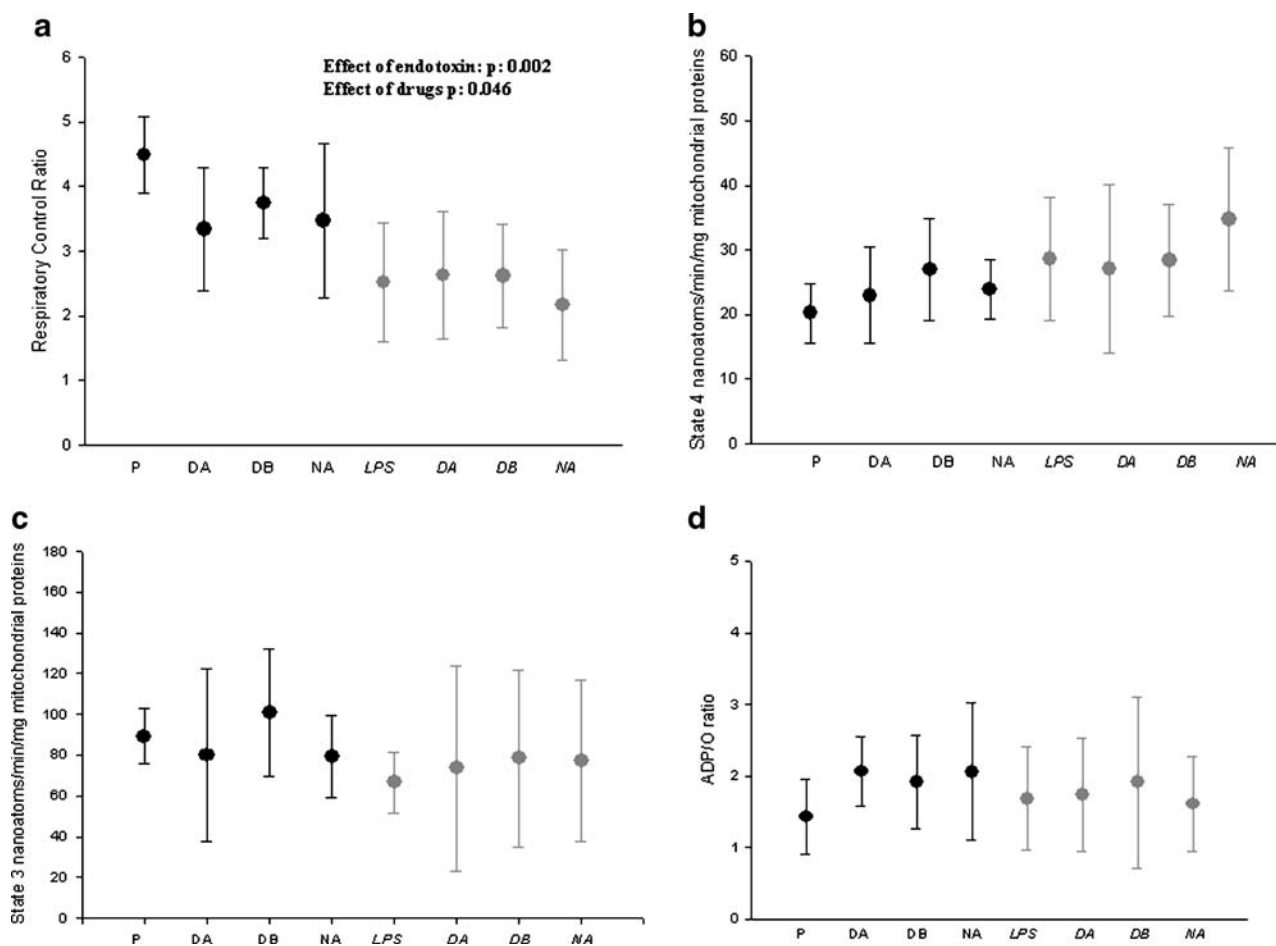 a
Effect of endotoxin: p: 0.002
Effect of drugs p: 0.046
Respiratory Control Ratio
6
5
4
3
2
1
0
P DA DB NA LPS DA DB NA
b
State 4 nanoatoms/min/mg mitochondrial proteins
60
50
40
30
20
10
0
P DA DB NA LPS DA DB NA
c
State 3 nanoatoms/min/mg mitochondrial proteins
180
160
140
120
100
80
60
40
20
0
P DA DB NA LPS DA DB NA
d
ADP/O ratio
5
4
3
2
1
0
P DA DB NA LPS DA DB NA